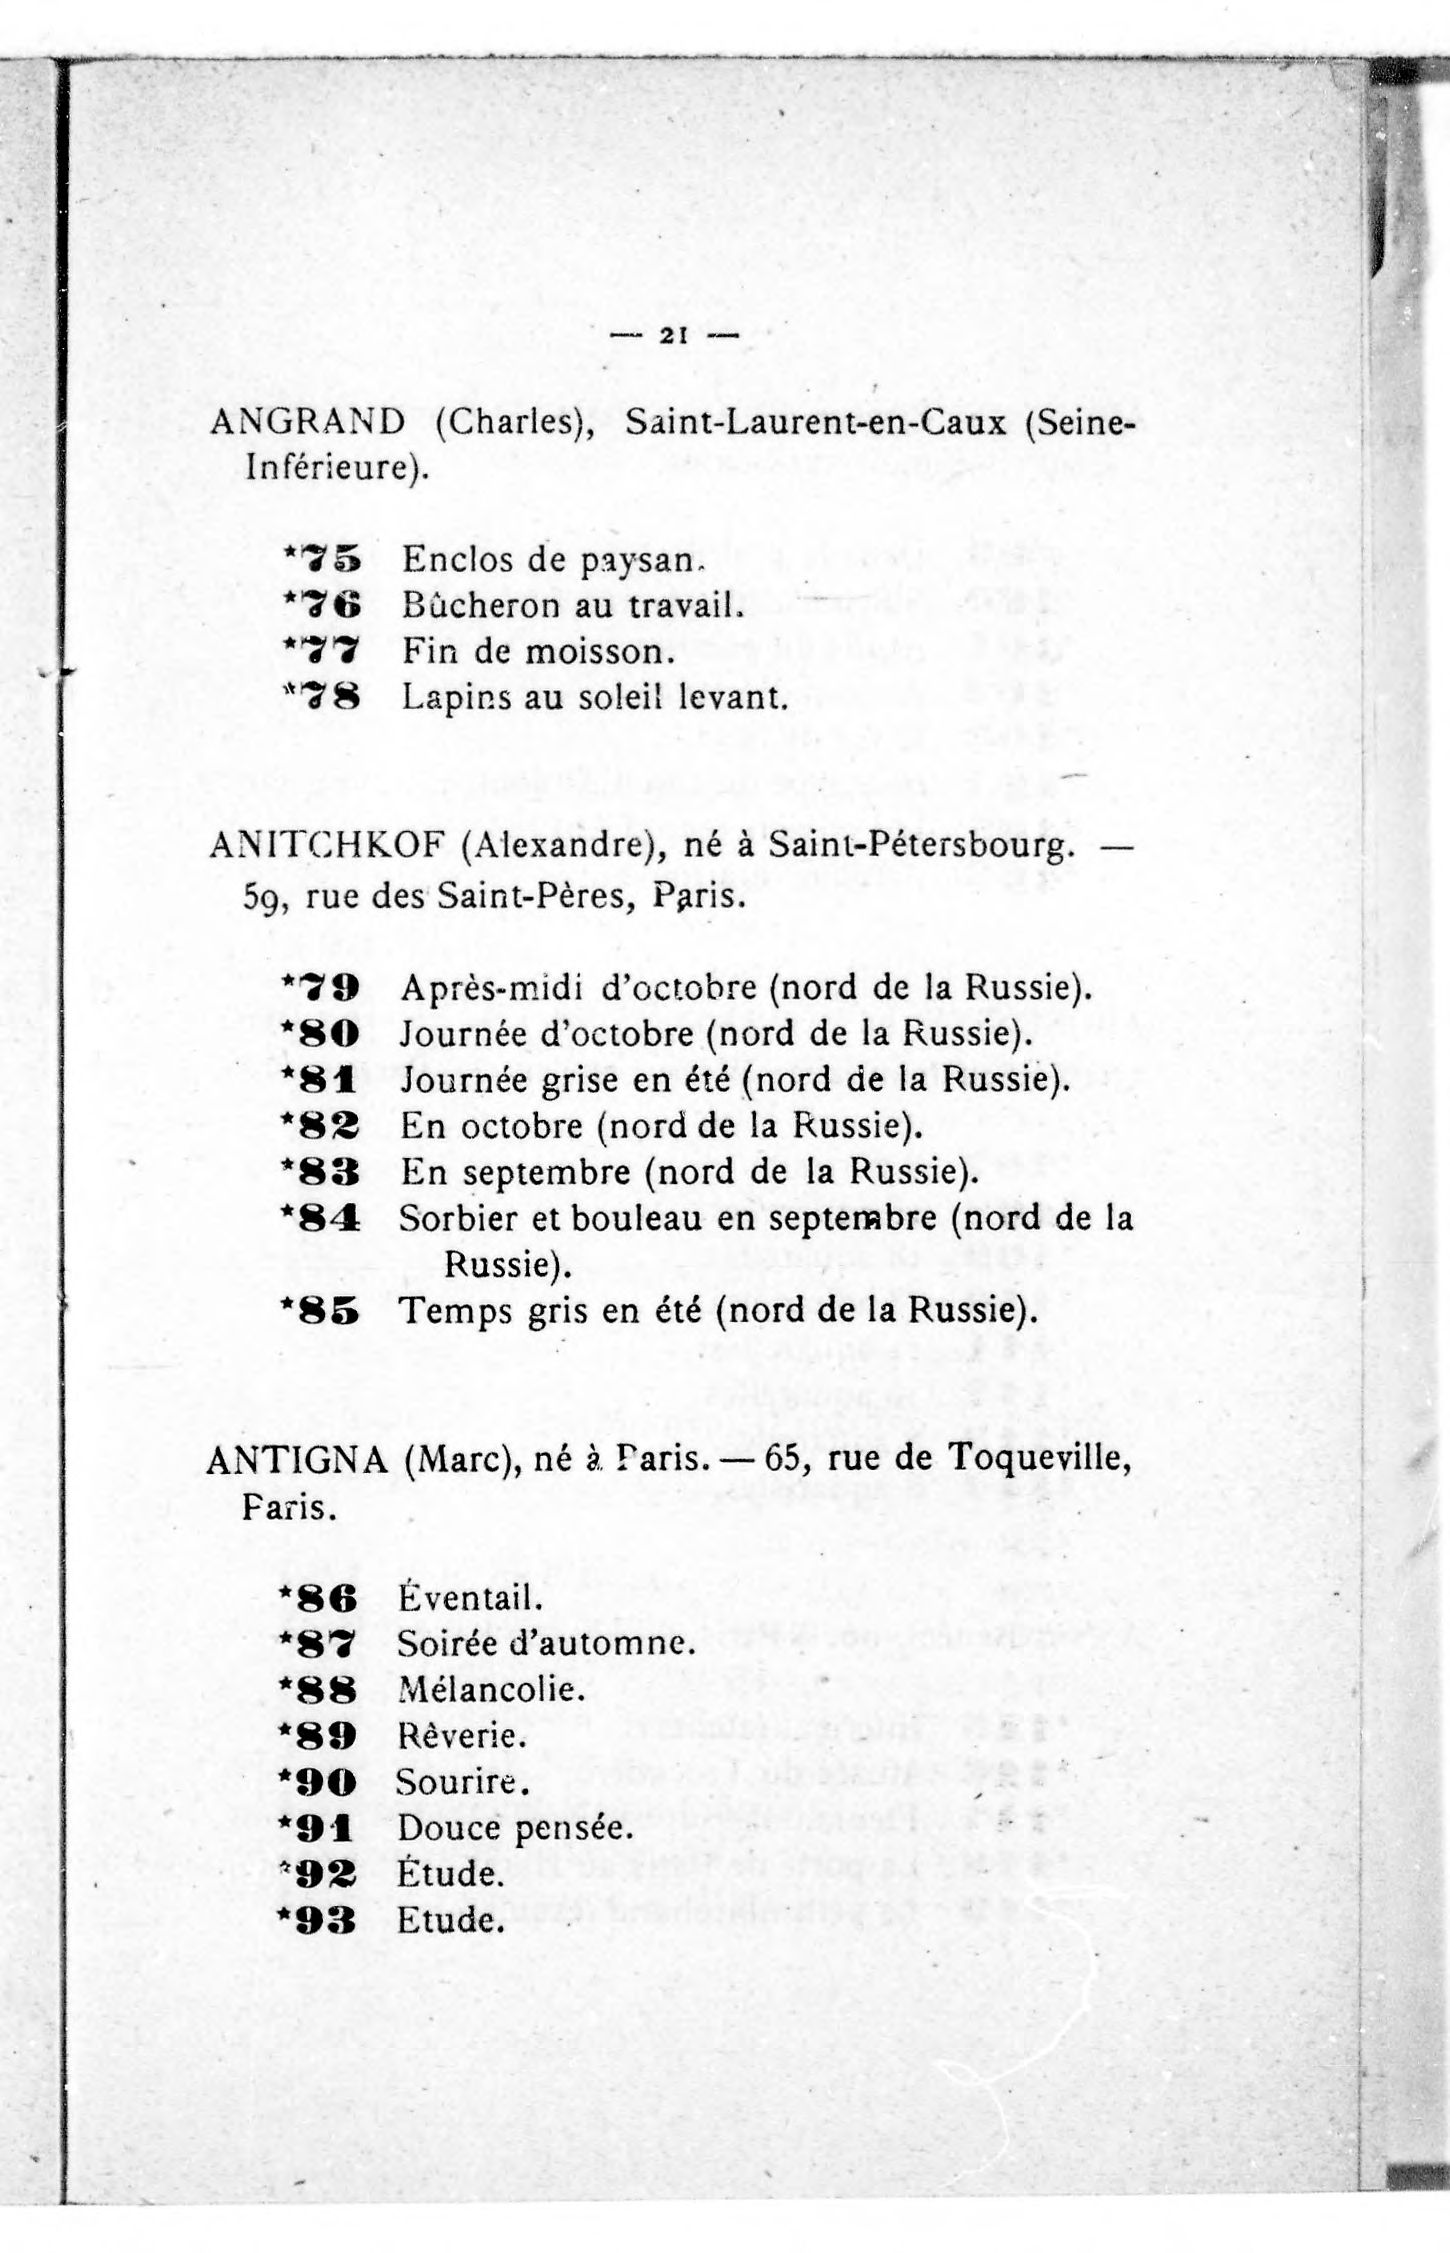 — 21 —
ANGRAND (Charles), Saint-Laurent-en-Caux (Seine-
Inférieure).
*75 Enclos de paysan.
*76 Bûcheron au travail.
*77 Fin de moisson.
*78 Lapins au soleil levant.
ANITCHKOF (Alexandre), né à Saint-Pétersbourg. —
59, rue des Saint-Pères, Paris.
*79 Après-midi d'octobre (nord de la Russie).
*80 Journée d'octobre (nord de la Russie).
*81 Journée grise en été (nord de la Russie).
*82 En octobre (nord de la Russie).
*83 En septembre (nord de la Russie).
*84 Sorbier et bouleau en septembre (nord de la
Russie).
*85 Temps gris en été (nord de la Russie).
ANTIGNA (Marc), né à Paris. — 65, rue de Toqueville,
Paris.
*86 Éventail.
*87 Soirée d'automne.
*88 Mélancolie.
*89 Rêverie.
*90 Sourire.
*91 Douce pensée.
*92 Étude.
*93 Etude.